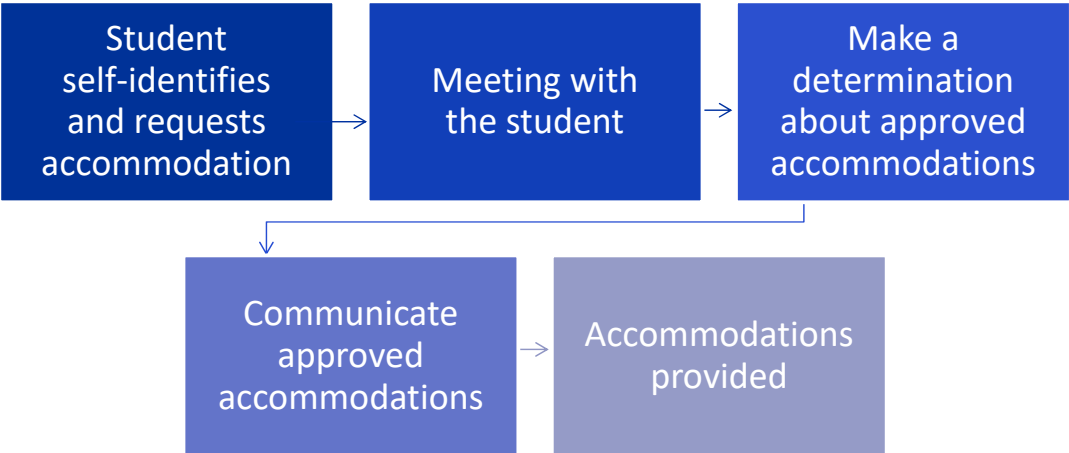 Student
self-identifies
and requests
accommodation
Meeting with
the student
Make a
determination
about approved
accommodations
Communicate
approved
accommodations
Accommodations
provided